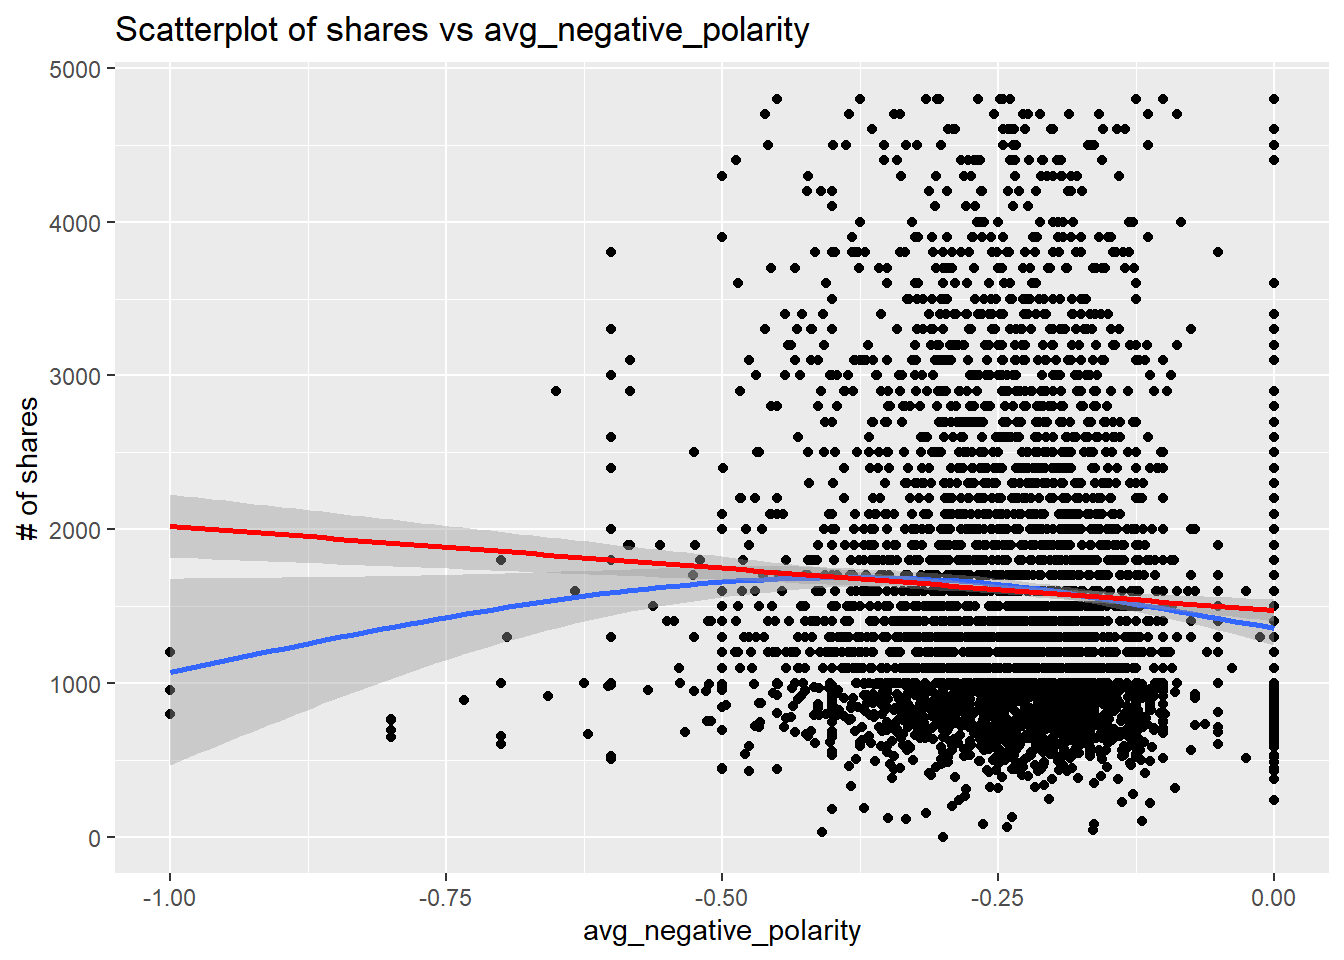 Scatterplot of shares vs avg_negative_polarity
5000
4000
3000
2000
1000
0
# of shares
-1.00 -0.75 -0.50 -0.25 0.00
avg_negative_polarity